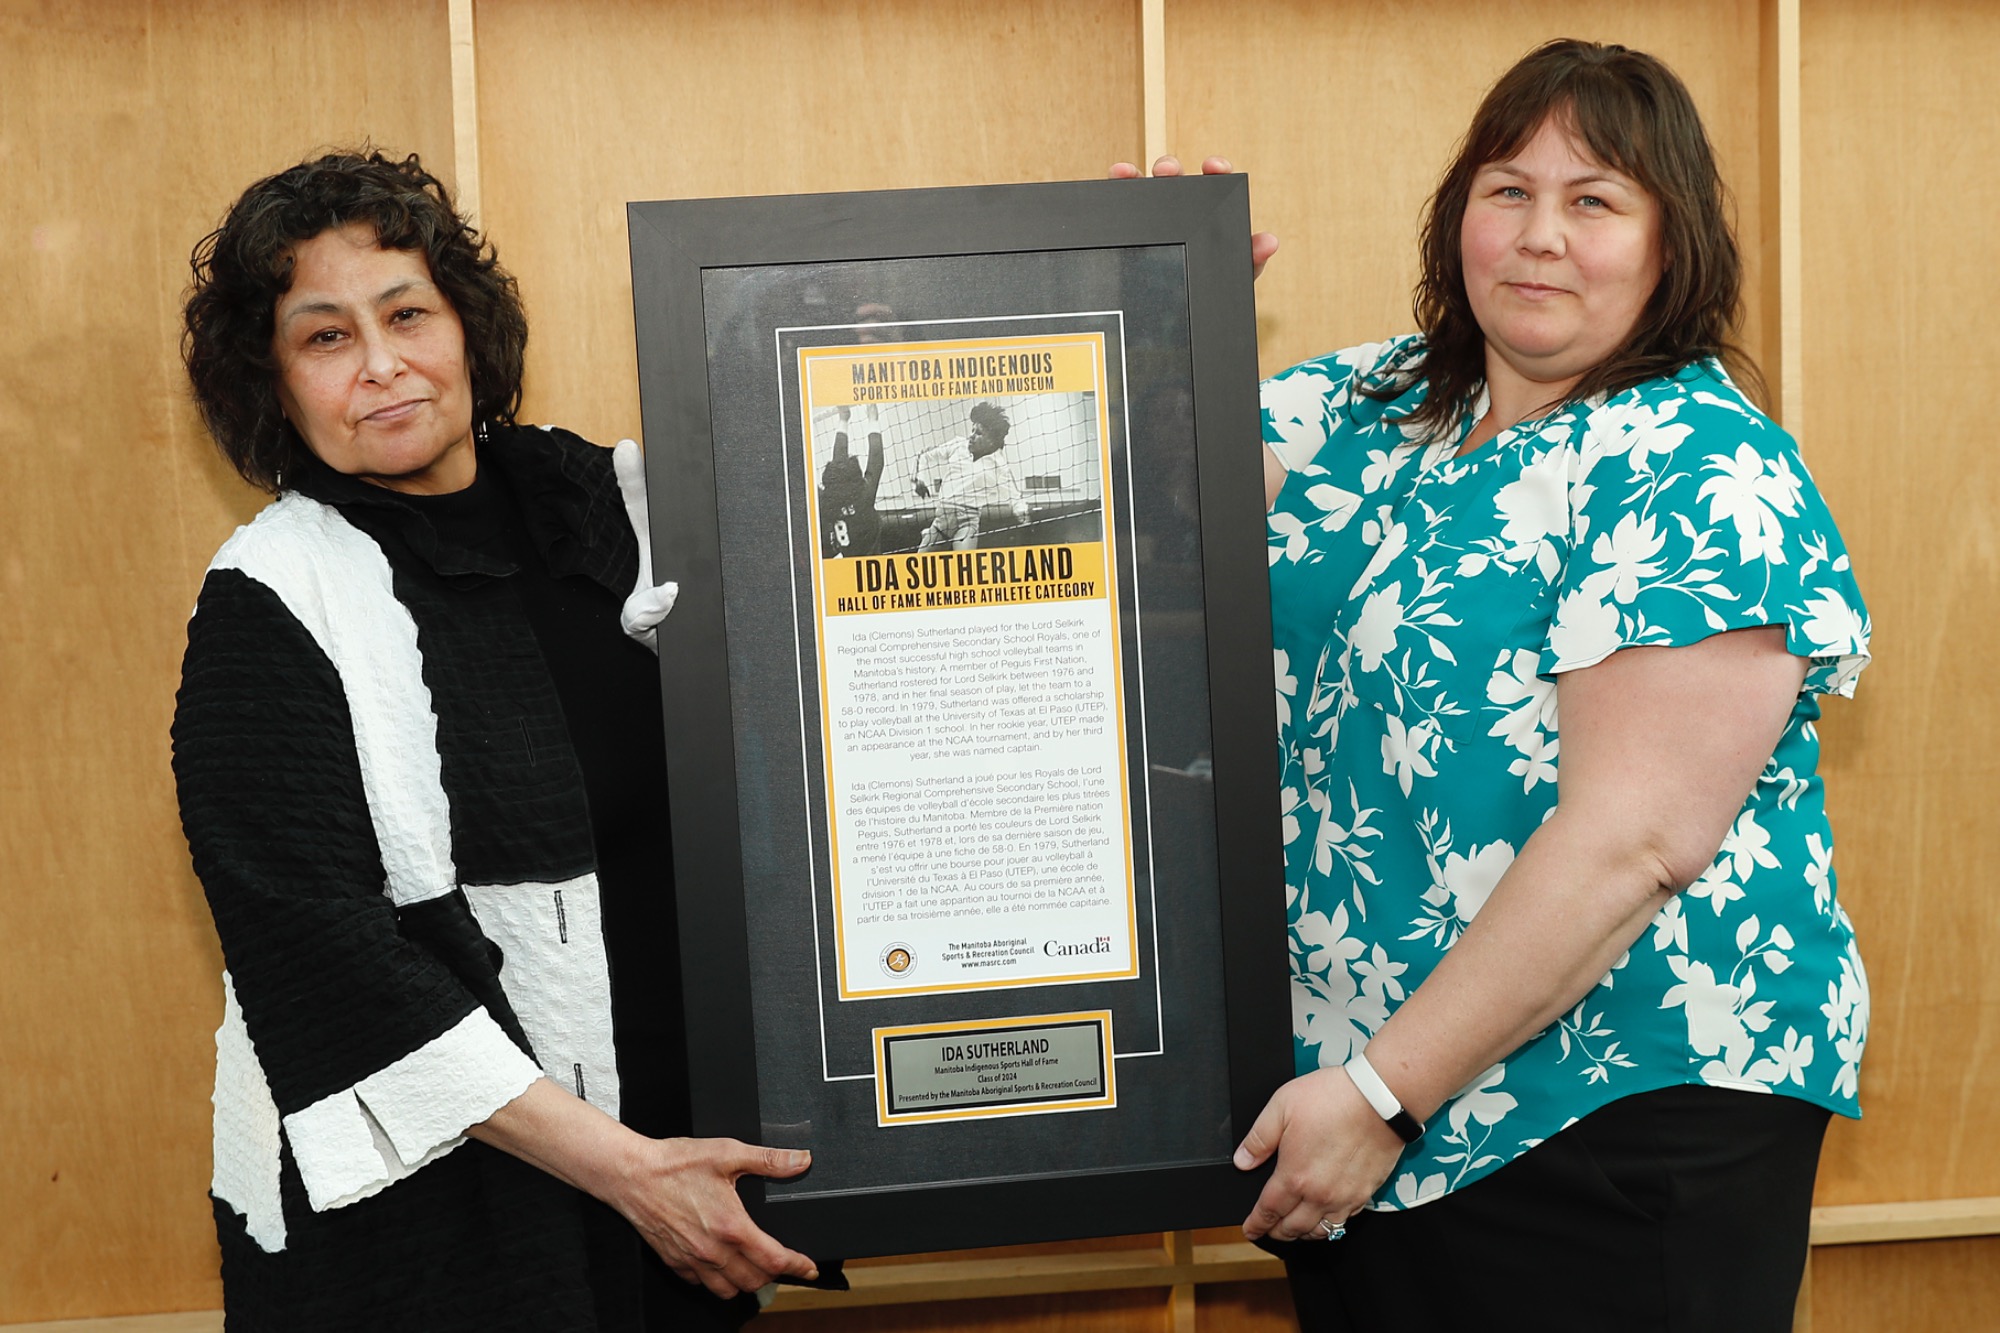 MANITOBA INDIGENOUS
SPORTS HALL OF FAME AND MUSEUM
IDA SUTHERLAND
HALL OF FAME MEMBER ATHLETE CATEGORY
Ida (Clemons) Sutherland played for the Lord Selkirk
Regional Comprehensive Secondary School Royals, one of
the most successful high school volleyball teams in
Manitoba's history. A member of Peguis First Nation,
Sutherland rostered for Lord Selkirk between 1976 and
1978, and in her final season of play, let the team to a
58-0 record. In 1979, Sutherland was offered a scholarship
to play volleyball at the University of Texas at El Paso (UTEP),
an NCAA Division 1 school. In her rookie year, UTEP made
an appearance at the NCAA tournament, and by her third
year, she was named captain.
Ida (Clemons) Sutherland a joué pour les Royals de Lord
Selkirk Regional Comprehensive Secondary School, l'une
des équipes de volleyball d'école secondaire les plus titrées
de l'histoire du Manitoba. Membre de la Première nation
Peguis, Sutherland a porté les couleurs de Lord Selkirk
entre 1976 et 1978 et, lors de sa dernière saison de jeu,
a mené l'équipe à une fiche de 58-0. En 1979, Sutherland
s'est vu offrir une bourse pour jouer au volleyball à
l'Université du Texas à El Paso (UTEP), une école de
division 1 de la NCAA. Au cours de sa première année,
l'UTEP a fait une apparition au tournoi de la NCAA et à
partir de sa troisième année, elle a été nommée capitaine.
The Manitoba Aboriginal
Sports & Recreation Council
www.masrc.com
Canada
IDA SUTHERLAND
Manitoba Indigenous Sports Hall of Fame
Class of 2024
Presented by the Manitoba Aboriginal Sports & Recreation Council